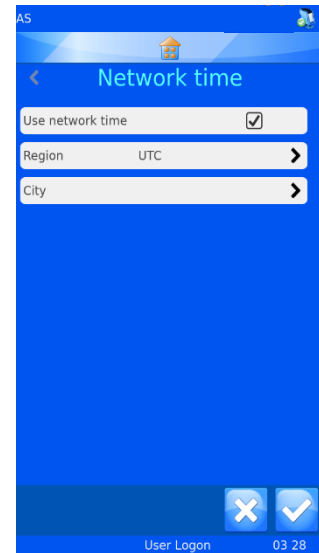 AS
Network time
Use network time
Region UTC
City
User Logon 03 28